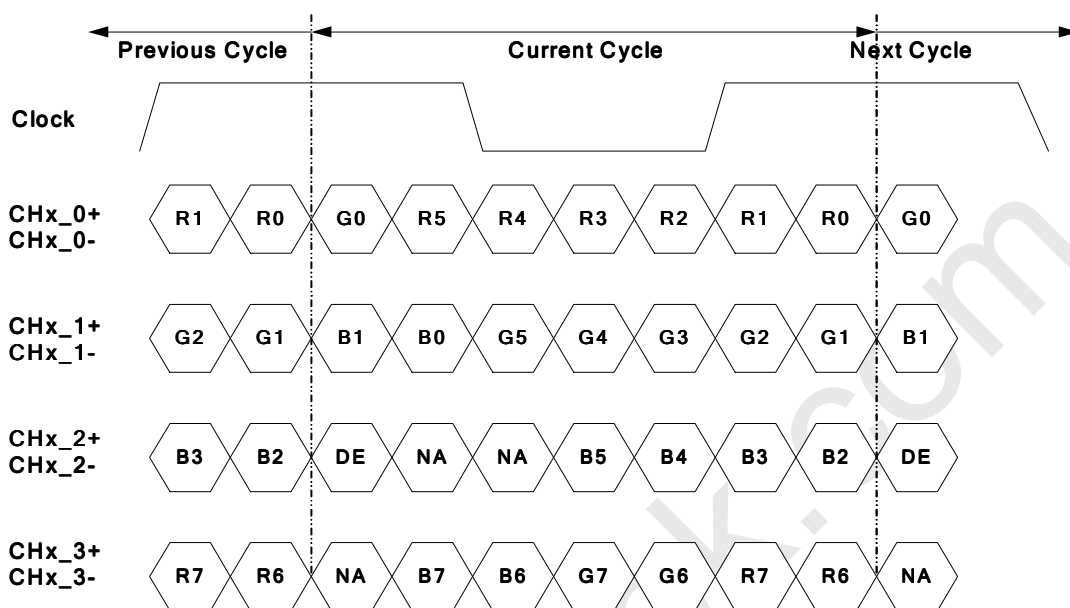 Previous Cycle Current Cycle Next Cycle
Clock
CHx_0+
CHx_0-
R1 R0 G0 R5 R4 R3 R2 R1 R0 G0
CHx_1+
CHx_1-
G2 G1 B1 B0 G5 G4 G3 G2 G1 B1
CHx_2+
CHx_2-
B3 B2 DE NA NA B5 B4 B3 B2 DE
CHx_3+
CHx_3-
R7 R6 NA B7 B6 G7 G6 R7 R6 NA
k.com